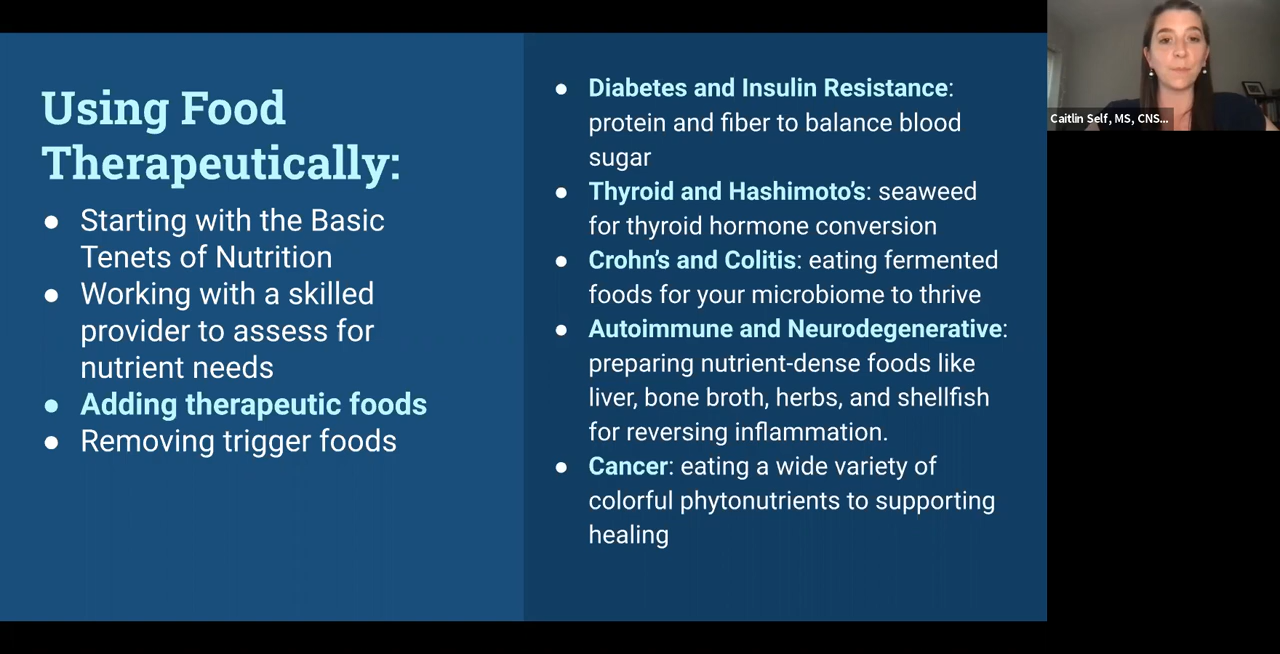 Using Food
Therapeutically:
● Starting with the Basic
Tenets of Nutrition
● Working with a skilled
provider to assess for
nutrient needs
● Adding therapeutic foods
● Removing trigger foods
● Diabetes and Insulin Resistance:
protein and fiber to balance blood
sugar
● Thyroid and Hashimoto’s: seaweed
for thyroid hormone conversion
● Crohn’s and Colitis: eating fermented
foods for your microbiome to thrive
● Autoimmune and Neurodegenerative:
preparing nutrient-dense foods like
liver, bone broth, herbs, and shellfish
for reversing inflammation.
● Cancer: eating a wide variety of
colorful phytonutrients to supporting
healing
Caitlin Self, MS, CNS...